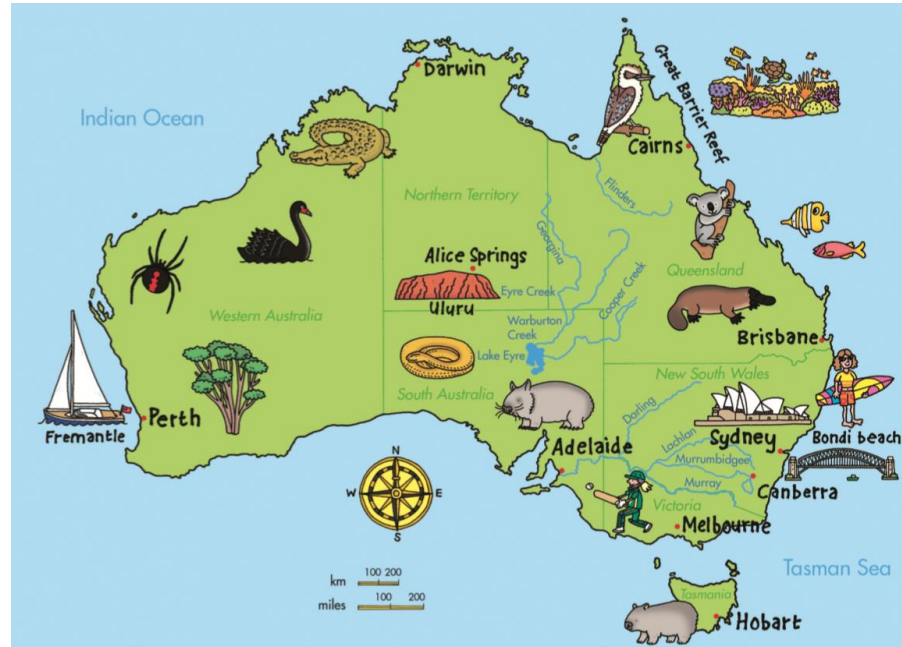 Darwin
Great Barrier Reef
Indian Ocean
Cairns
Flinders
Northern Territory
Georgina
Alice Springs
Queensland
Eyre Creek
Uluru
Cooper Creek
Western Australia
Warburton
Creek
Brisbane
Lake Eyre
New South Wales
South Australia
Darling
Perth
Fremantle
Adelaide
Lachlan
Sydney
Bondi beach
Murrumbidgee
Murray
Canberra
Victoria
Melbourne
N
W
E
S
Tasman Sea
km
100 200
miles
100 200
Tasmania
Hobart